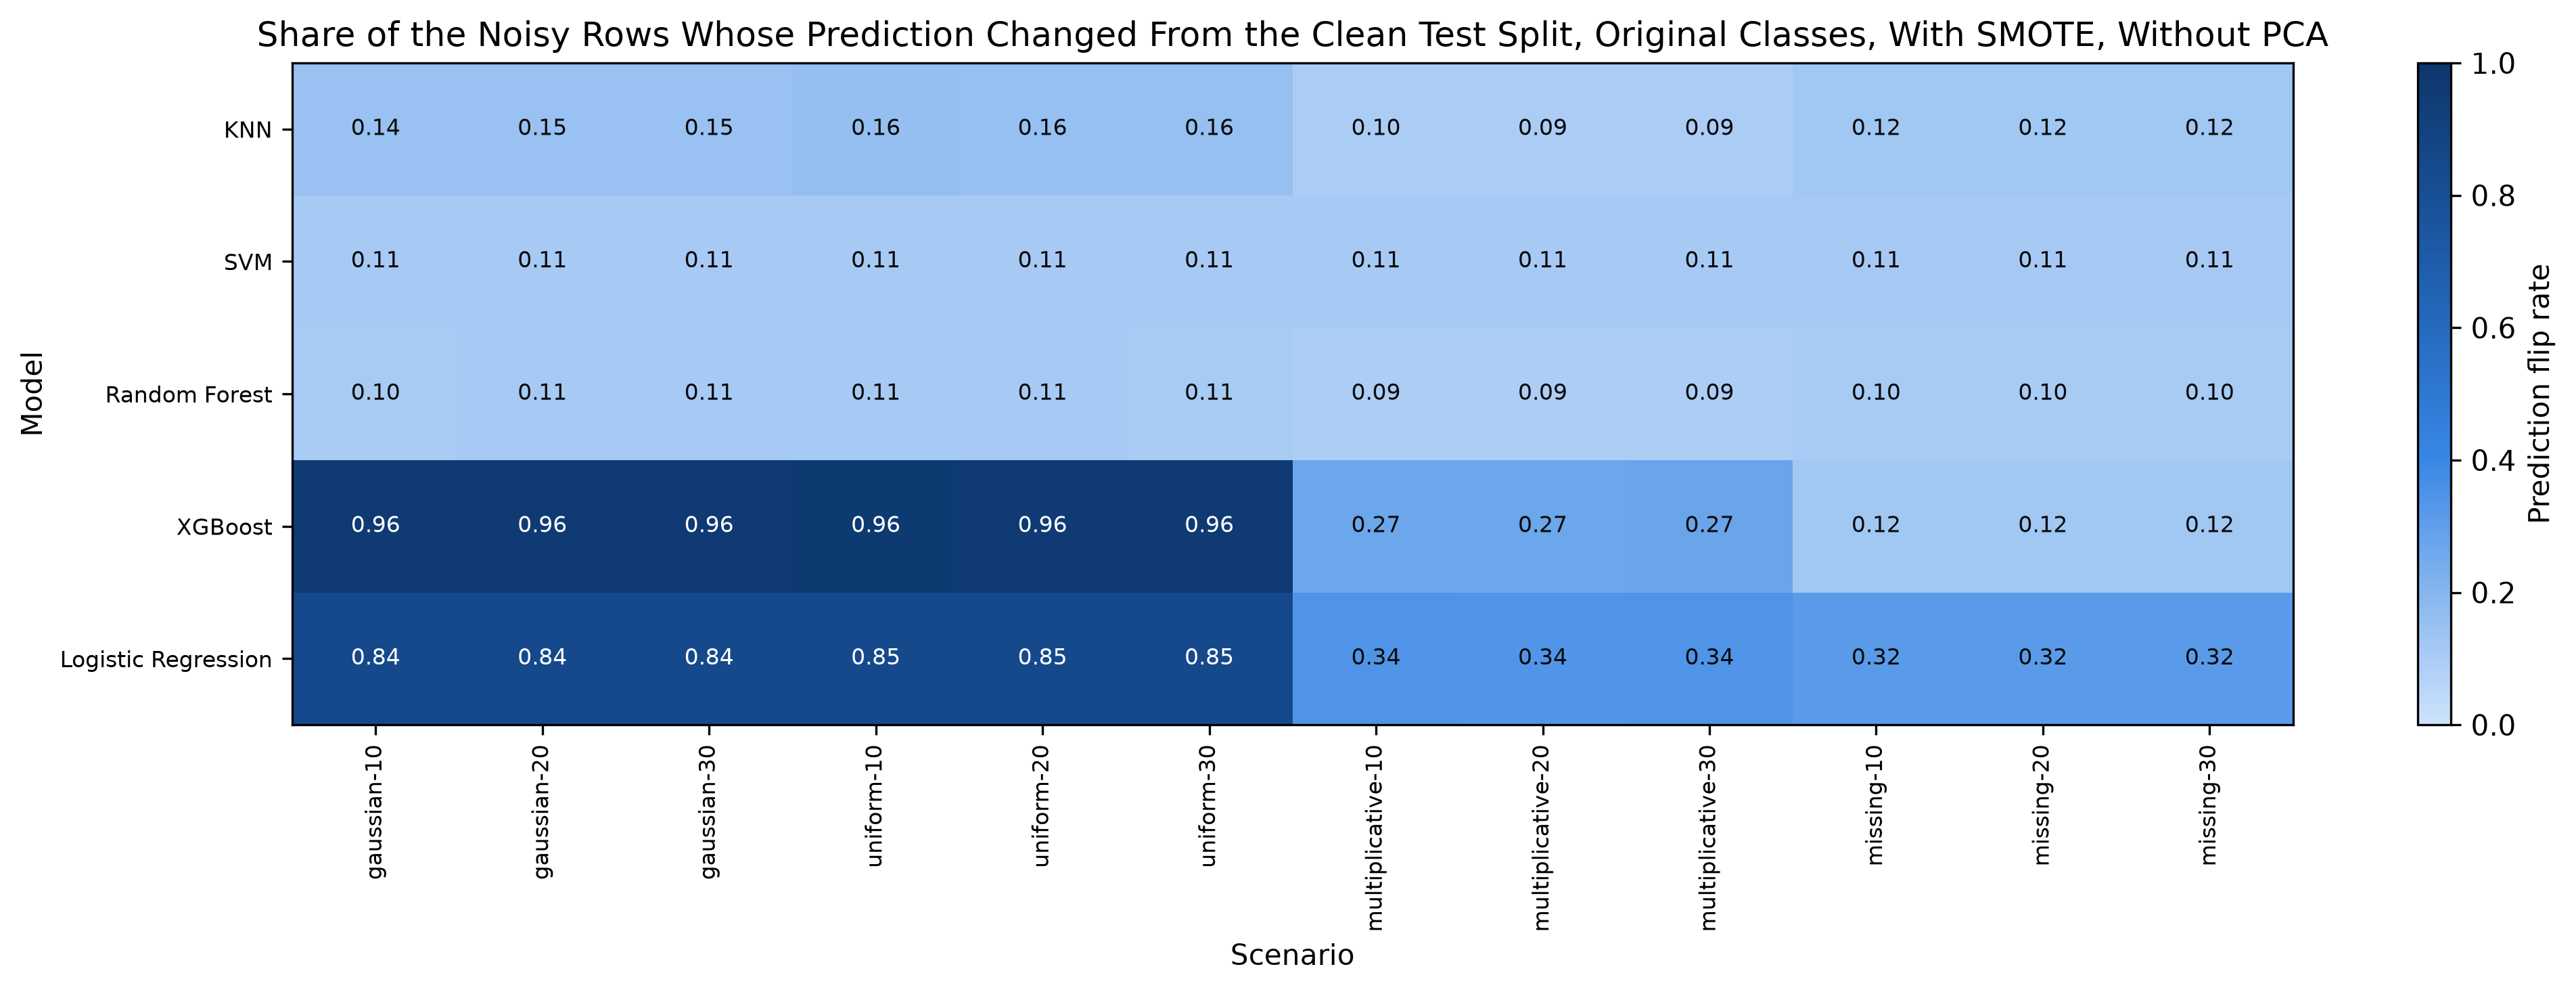 Share of the Noisy Rows Whose Prediction Changed From the Clean Test Split, Original Classes, With SMOTE, Without PCA
Model
KNN 0.14 0.15 0.15 0.16 0.16 0.16 0.10 0.09 0.09 0.12 0.12 0.12
SVM 0.11 0.11 0.11 0.11 0.11 0.11 0.11 0.11 0.11 0.11 0.11 0.11
Random Forest 0.10 0.11 0.11 0.11 0.11 0.11 0.09 0.09 0.09 0.10 0.10 0.10
XGBoost 0.96 0.96 0.96 0.96 0.96 0.96 0.27 0.27 0.27 0.12 0.12 0.12
Logistic Regression 0.84 0.84 0.84 0.85 0.85 0.85 0.34 0.34 0.34 0.32 0.32 0.32
gaussian-10
gaussian-20
gaussian-30
uniform-10
uniform-20
uniform-30
multiplicative-10
multiplicative-20
multiplicative-30
missing-10
missing-20
missing-30
Scenario
1.0
0.8
0.6
0.4
0.2
0.0
Prediction flip rate